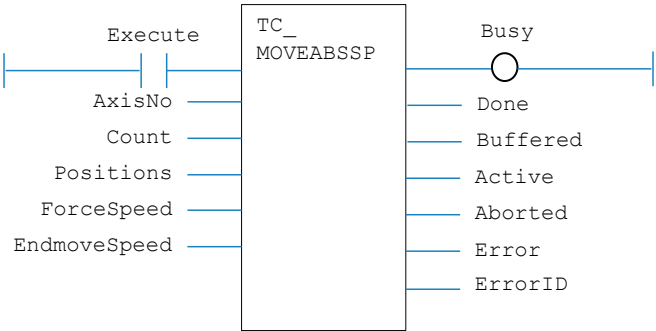 Execute
TC_
MOVEABSSP
Busy
AxisNo
Done
Count
Buffered
Positions
Active
ForceSpeed
Aborted
EndmoveSpeed
Error
ErrorID